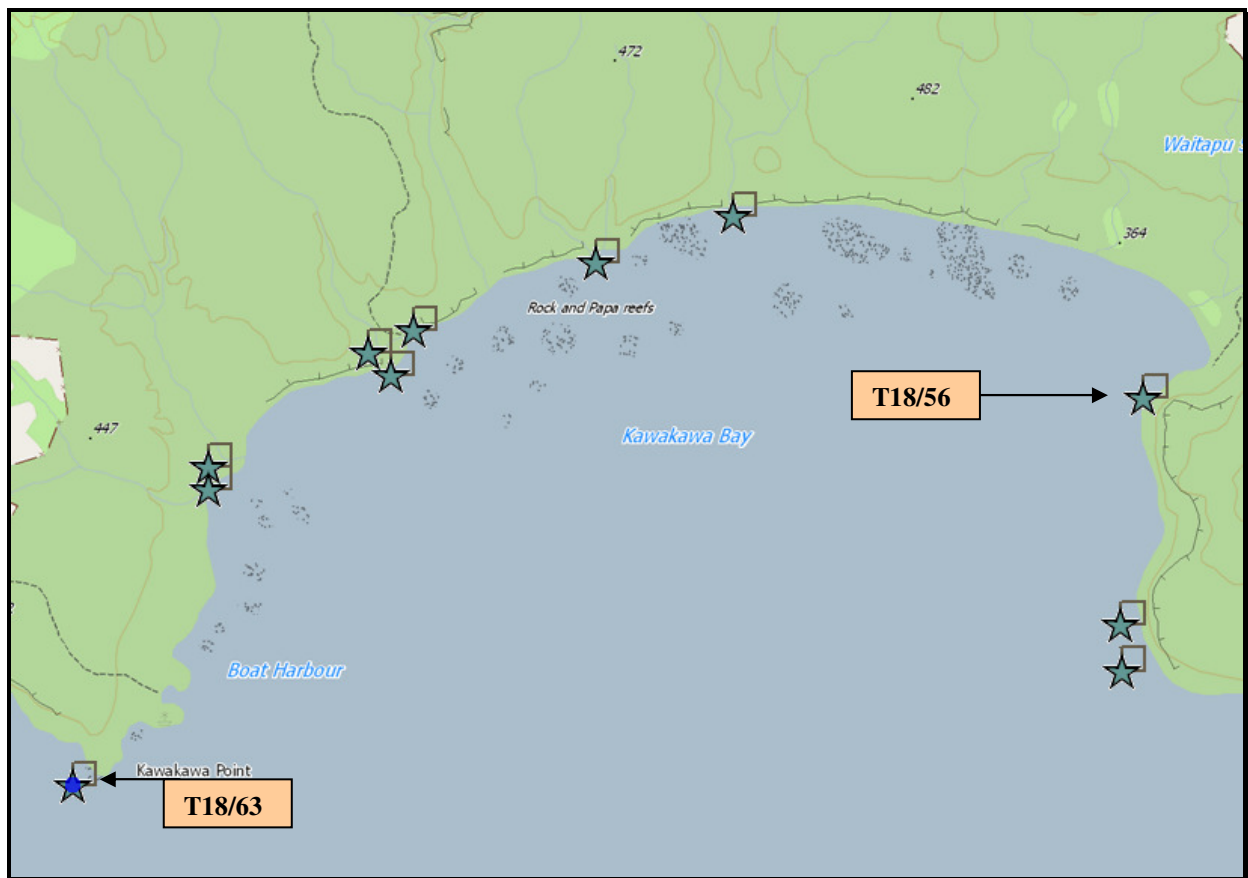 472
482
Waitapu
364
Rock and Papa reefs
T18/56
447
Kawakawa Bay
Boat Harbour
Kawakawa Point
T18/63